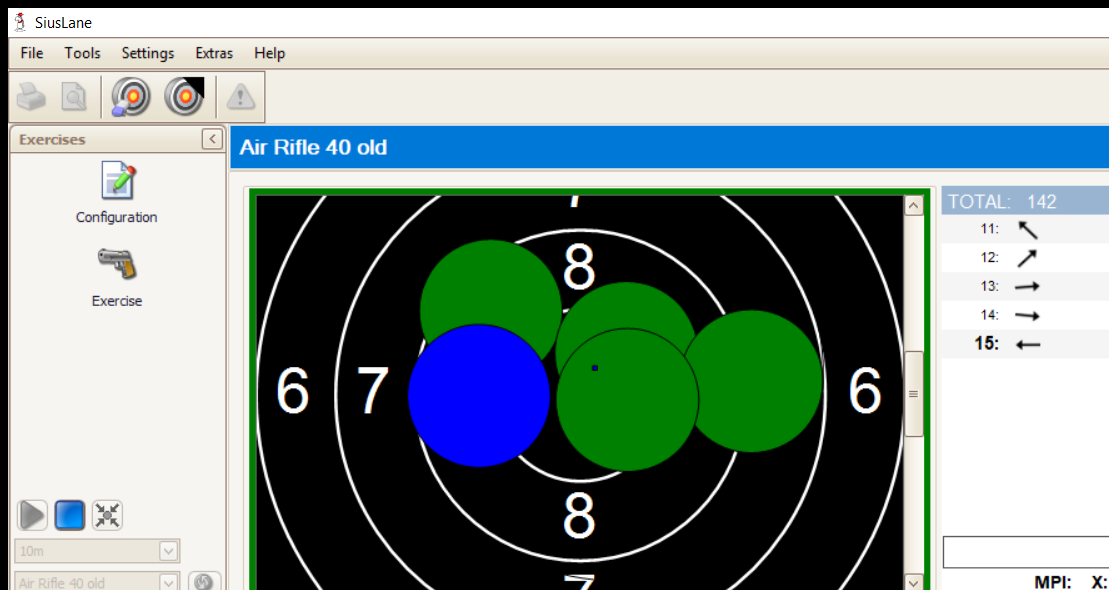 SiusLane
File Tools Settings Extras Help
Exercises
Air Rifle 40 old
Configuration
Exercise
10m
Air Rifle 40 old
7
8
6 7 6
8
7
TOTAL: 142
11:
12:
13:
14:
15:
MPI: X: